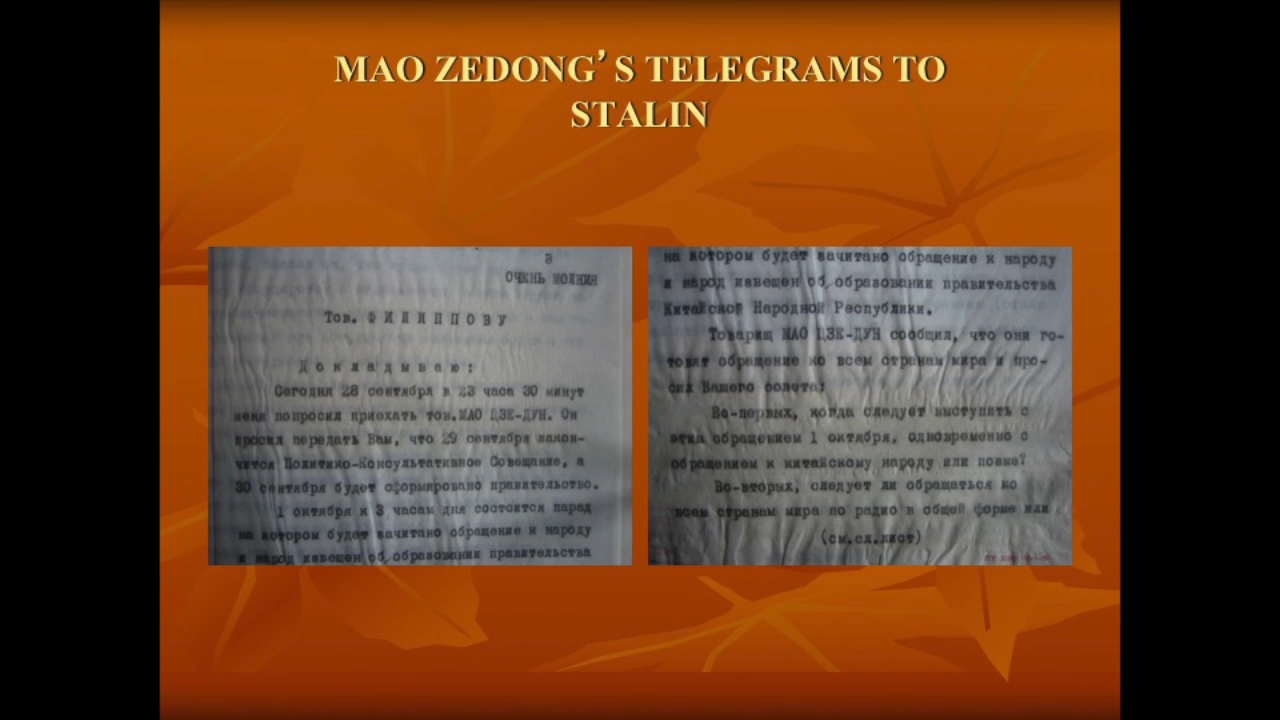 MAO ZEDONG’S TELEGRAMS TO
STALIN
в
ОЧЕНЬ МОЛНИЯ
Тов. ФИЛИППОВУ
Докладываю:
Сегодня 28 сентября в 23 часа 30 минут
меня попросил приехать тов.МАО ЦЗЕ-ДУН. Он
просил передать Вам, что 29 сентября закон-
чится Политико-Консультативное Совещание, а
30 сентября будет сформировано правительство.
1 октября к 3 часам дня состоится парад
на котором будет зачитано обращение к народу
и народ извещен об образовании правительства
на котором будет зачитано обращение к народу
и народ извещен об образовании правительства
Китайской Народной Республики.
Товарищ МАО ЦЗЕ-ДУН сообщил, что они го-
товят обращение ко всем странам мира и про-
сил Вашего совета:
Во-первых, когда следует выступать с
этим обращением 1 октября, одновременно с
обращением к китайскому народу или позже?
Во-вторых, следует ли обращаться ко
всем странам мира по радио в общей форме или
(см.сл.лист)